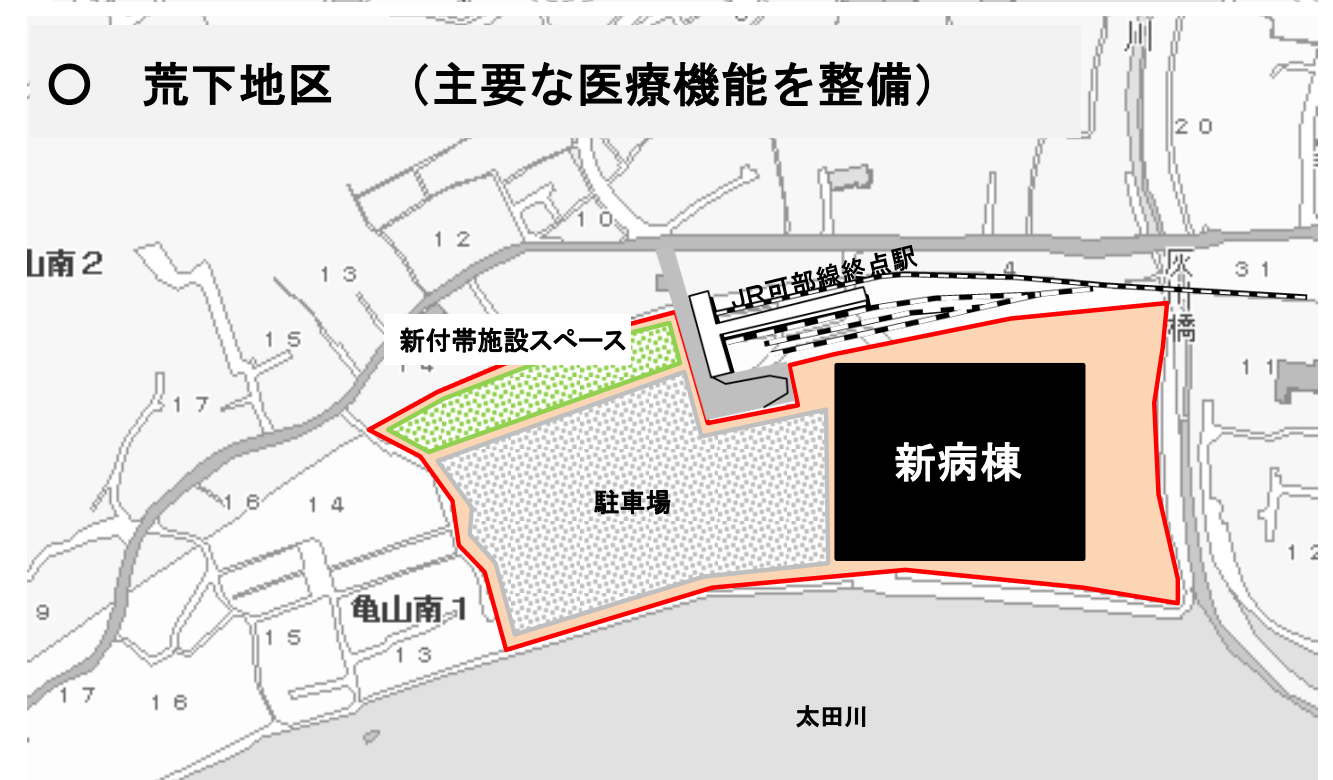 ○　荒下地区　（主要な医療機能を整備）
川
２０
１０
１２
山南２
１３
JR可部線終点駅
４
灰
３１
橋
新付帯施設スペース
１５
１４
１１
１７
新病棟
駐車場
１６
１４
１２
９
亀山南１
１５
１３
１７
１６
太田川